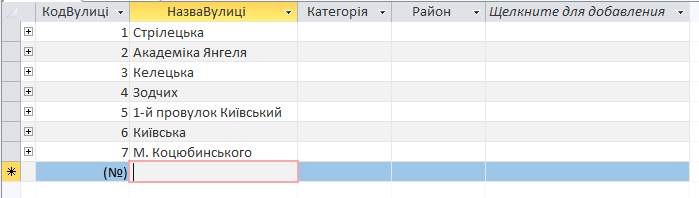 КодВулиці НазваВулиці Категорія Район Щелкните для добавления
1 Стрілецька
2 Академіка Янгеля
3 Келецька
4 Зодчих
5 1-й провулок Київський
6 Київська
7 М. Коцюбинського
(№)